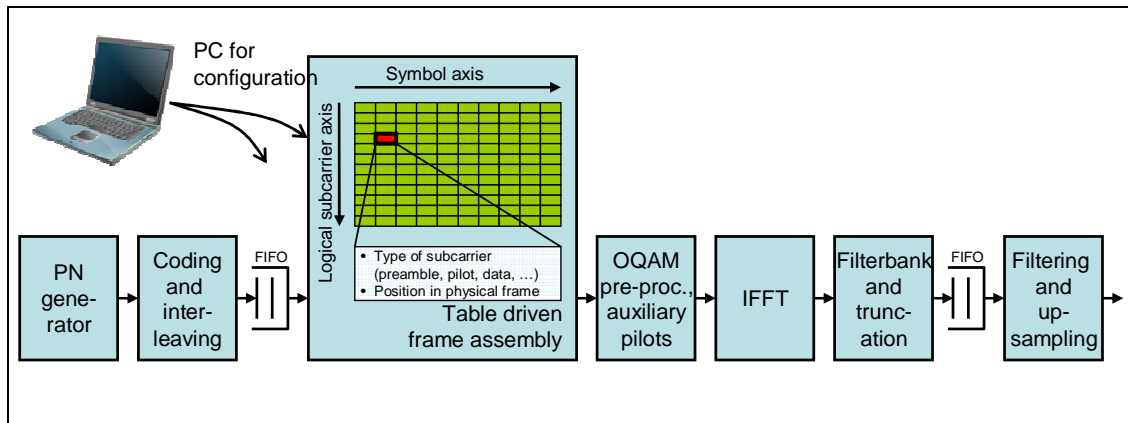 PC for
configuration
Symbol axis
Logical subcarrier axis
• Type of subcarrier
(preamble, pilot, data, ...)
• Position in physical frame
Table driven
frame assembly
PN
gene-
rator
Coding
and
inter-
leaving
FIFO
OQAM
pre-proc.,
auxiliary
pilots
IFFT
Filterbank
and
trunc-
ation
FIFO
Filtering
and
up-
sampling